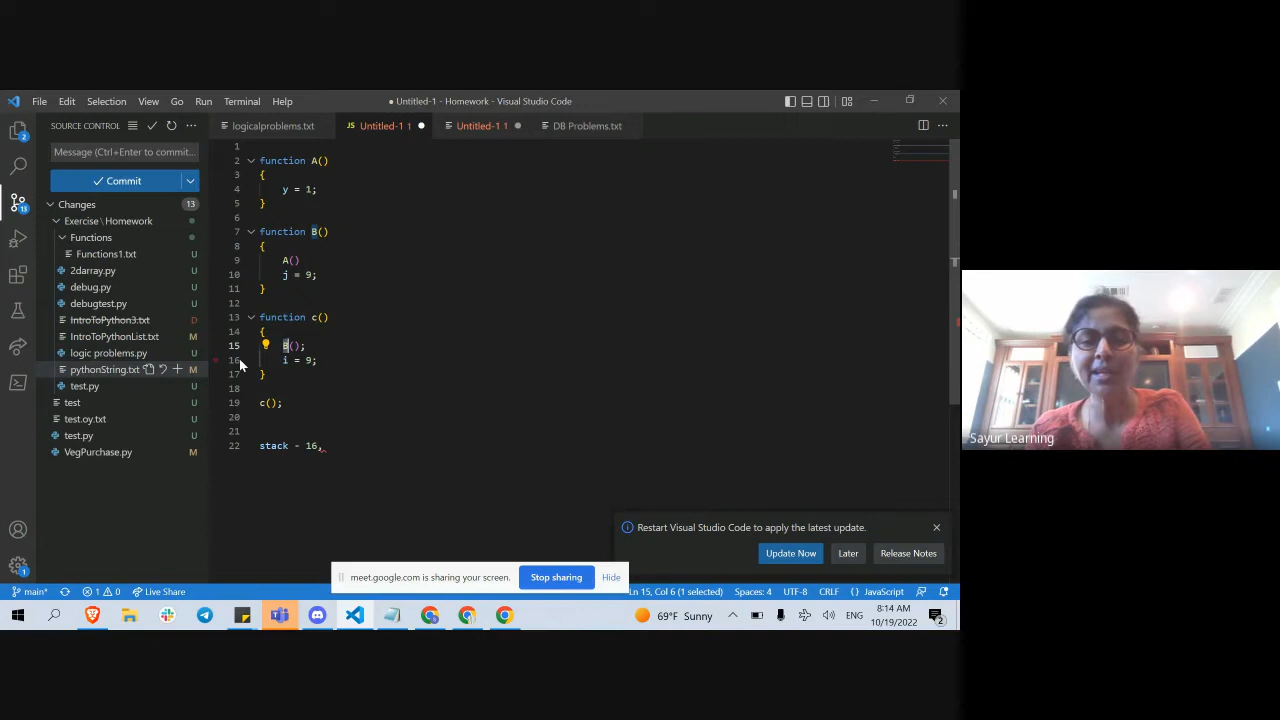 File Edit Selection View Go Run Terminal Help
● Untitled-1 - Homework - Visual Studio Code
SOURCE CONTROL
logicalproblems.txt
JS Untitled-1 1
Untitled-1 1
DB Problems.txt
Message (Ctrl+Enter to commit...
Commit
Changes 13
Exercise\Homework
Functions
Functions1.txt U
2darray.py U
debug.py U
debugtest.py U
IntroToPython3.txt D
IntroToPythonList.txt M
logic problems.py U
pythonString.txt M
test.py U
test U
test.oy.txt U
test.py U
VegPurchase.py M
2
13
1
1
2 function A()
3 {
4 y = 1;
5 }
6
7 function B()
8 {
9 A()
10 j = 9;
11 }
12
13 function c()
14 {
15 B();
16 i = 9;
17 }
18
19 c();
20
21
22 stack - 16,
Sayur Learning
Restart Visual Studio Code to apply the latest update.
Update Now Later Release Notes
meet.google.com is sharing your screen. Stop sharing Hide
main* 1 0 Live Share
Ln 15, Col 6 (1 selected) Spaces: 4 UTF-8 CRLF {} JavaScript
69°F Sunny
ENG
8:14 AM
10/19/2022
2